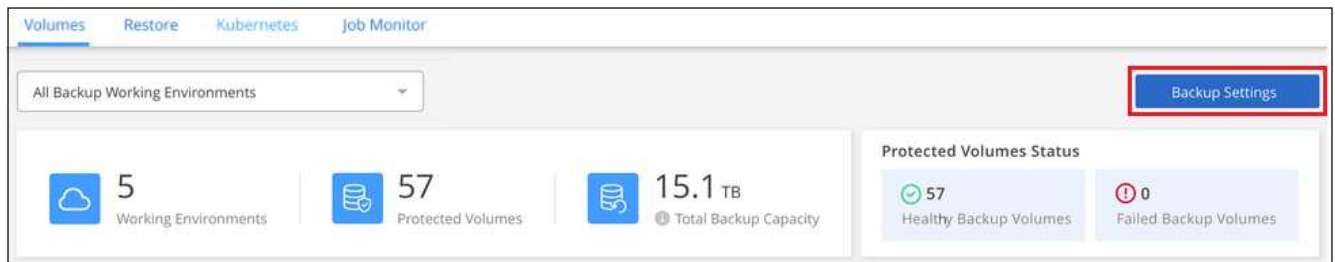 Volumes Restore Kubernetes Job Monitor
All Backup Working Environments
Backup Settings
5
Working Environments
57
Protected Volumes
15.1 TB
Total Backup Capacity
Protected Volumes Status
57
Healthy Backup Volumes
0
Failed Backup Volumes